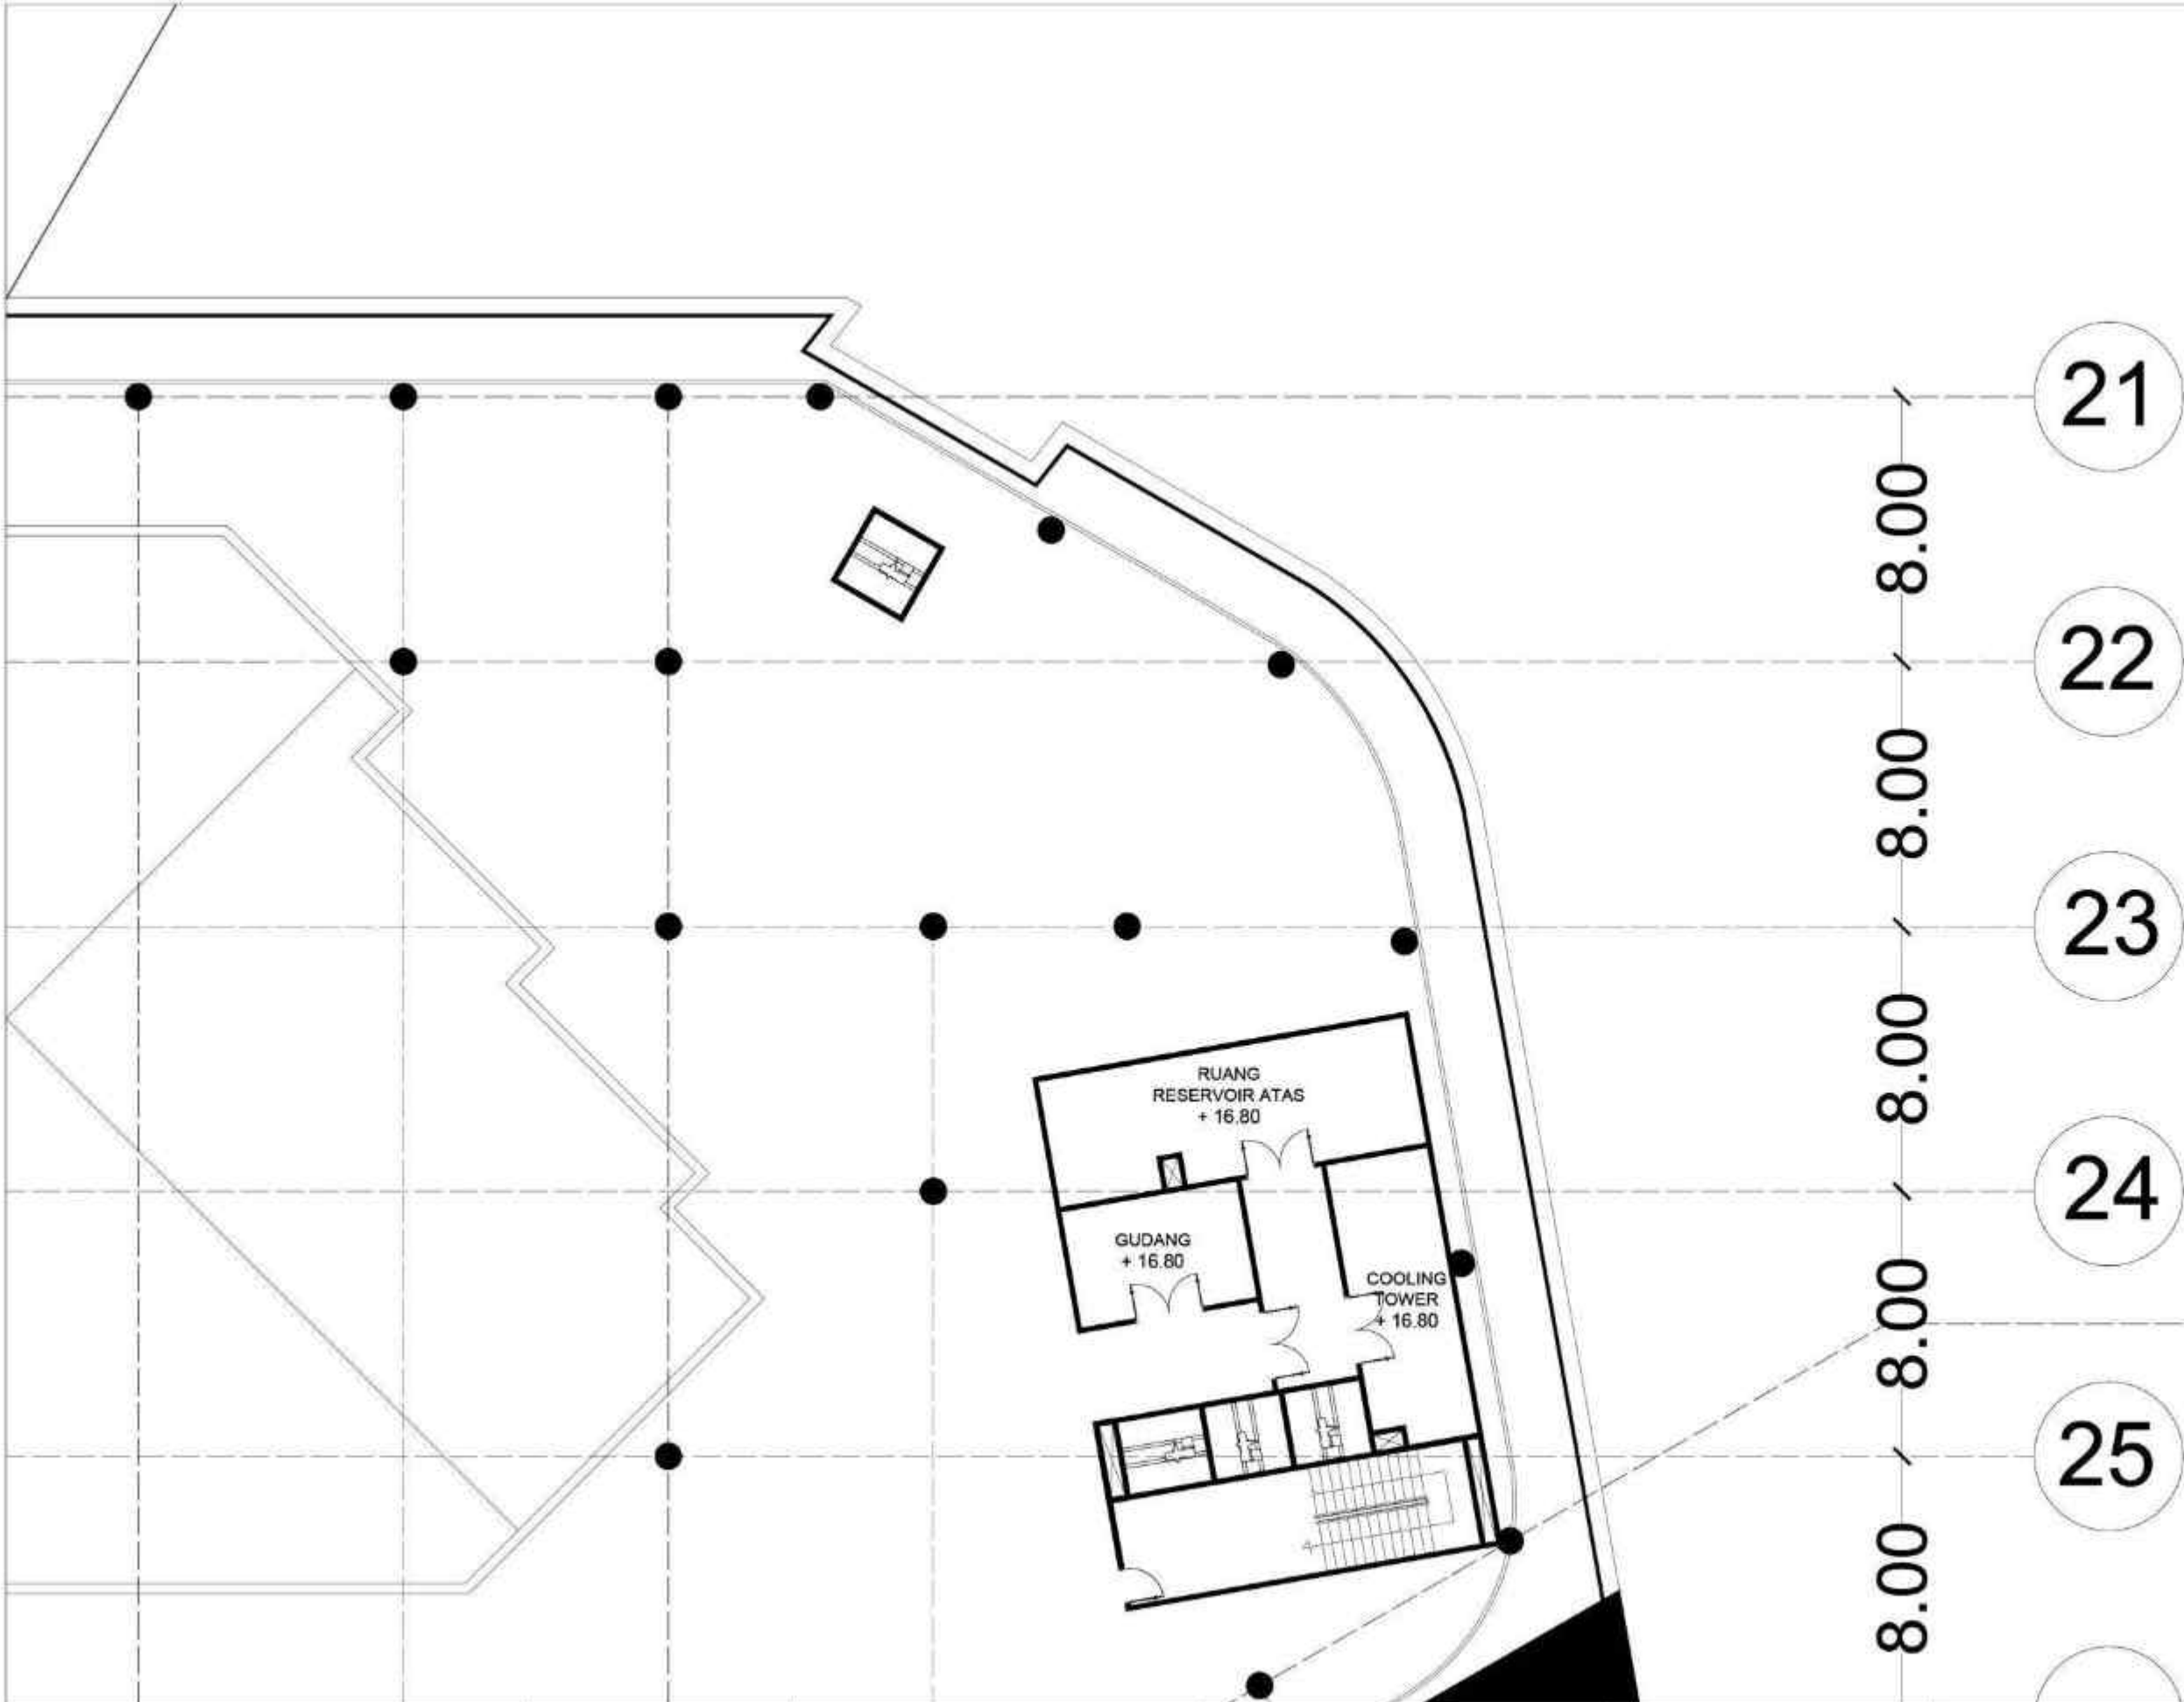 21
8.00
22
8.00
23
8.00
RUANG
RESERVOIR ATAS
+ 16.80
24
GUDANG
+ 16.80
COOLING
TOWER
+ 16.80
8.00
25
8.00